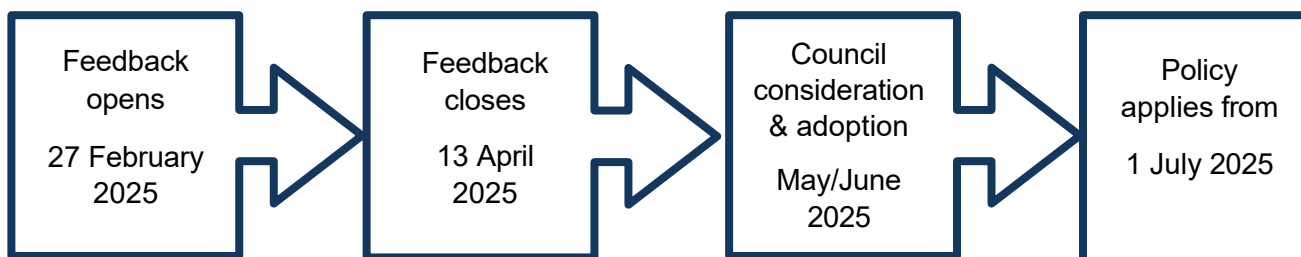 Feedback
opens
27 February
2025
Feedback
closes
13 April
2025
Council
consideration
& adoption
May/June
2025
Policy
applies from
1 July 2025